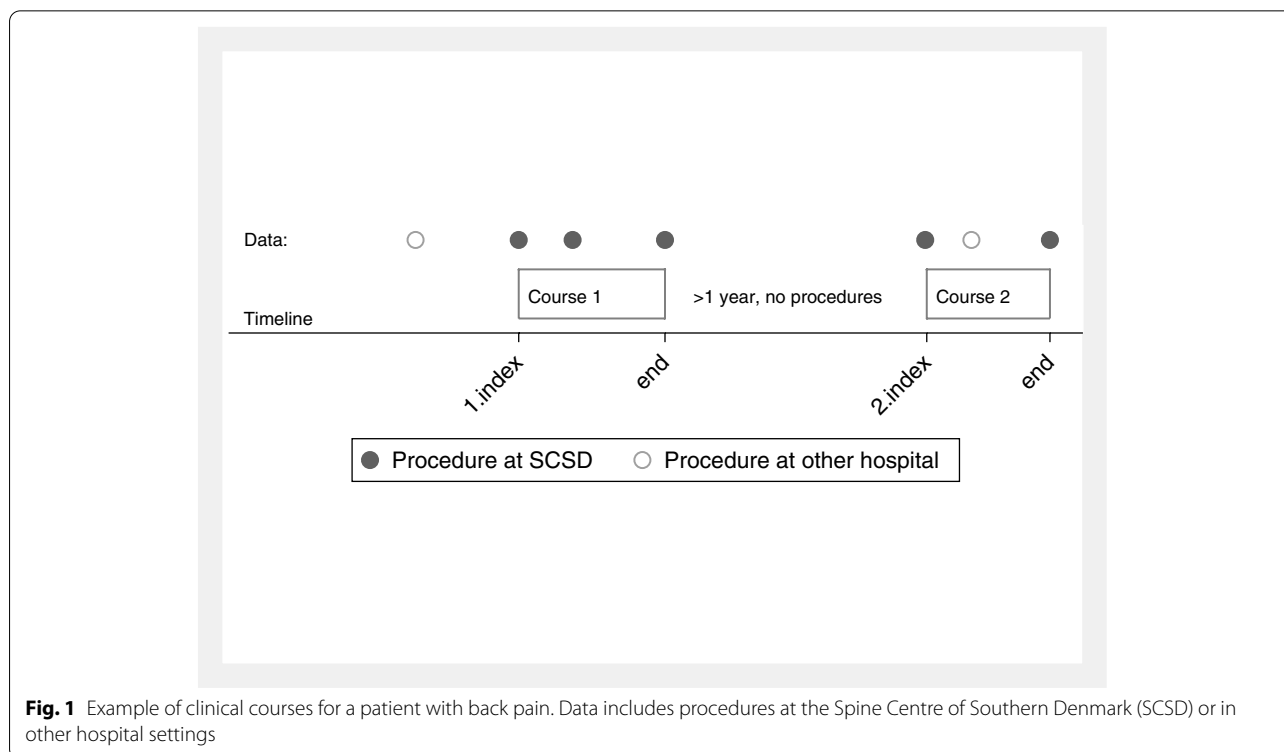 Data:
Course 1
>1 year, no procedures
Course 2
Timeline
1.index
end
2.index
end
Procedure at SCSD
Procedure at other hospital
Fig. 1 Example of clinical courses for a patient with back pain. Data includes procedures at the Spine Centre of Southern Denmark (SCSD) or in
other hospital settings